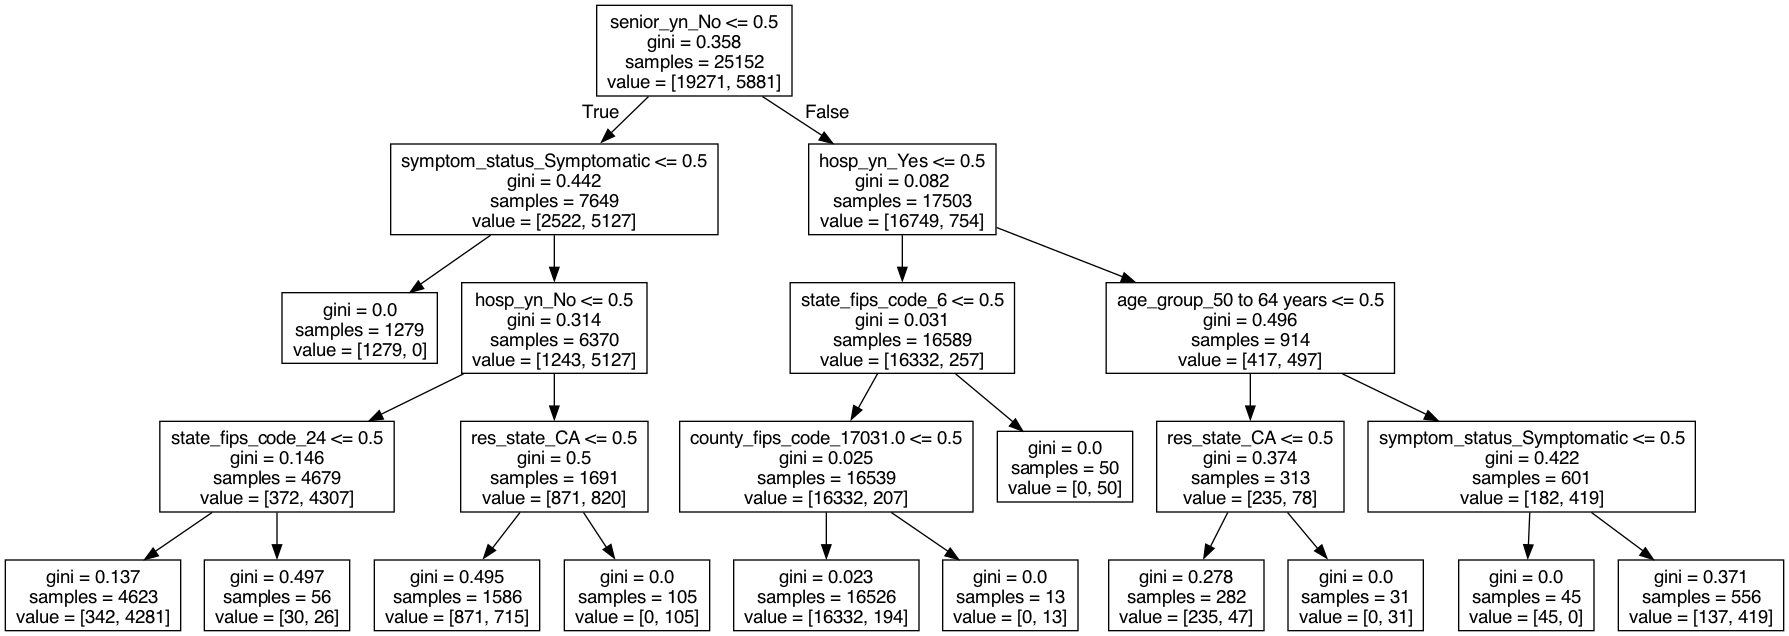 senior_yn_No <= 0.5
gini = 0.358
samples = 25152
value = [19271, 5881]
True
False
symptom_status_Symptomatic <= 0.5
gini = 0.442
samples = 7649
value = [2522, 5127]
hosp_yn_Yes <= 0.5
gini = 0.082
samples = 17503
value = [16749, 754]
gini = 0.0
samples = 1279
value = [1279, 0]
hosp_yn_No <= 0.5
gini = 0.314
samples = 6370
value = [1243, 5127]
state_fips_code_6 <= 0.5
gini = 0.031
samples = 16589
value = [16332, 257]
age_group_50 to 64 years <= 0.5
gini = 0.496
samples = 914
value = [417, 497]
state_fips_code_24 <= 0.5
gini = 0.146
samples = 4679
value = [372, 4307]
res_state_CA <= 0.5
gini = 0.5
samples = 1691
value = [871, 820]
county_fips_code_17031.0 <= 0.5
gini = 0.025
samples = 16539
value = [16332, 207]
gini = 0.0
samples = 50
value = [0, 50]
res_state_CA <= 0.5
gini = 0.374
samples = 313
value = [235, 78]
symptom_status_Symptomatic <= 0.5
gini = 0.422
samples = 601
value = [182, 419]
gini = 0.137
samples = 4623
value = [342, 4281]
gini = 0.497
samples = 56
value = [30, 26]
gini = 0.495
samples = 1586
value = [871, 715]
gini = 0.0
samples = 105
value = [0, 105]
gini = 0.023
samples = 16526
value = [16332, 194]
gini = 0.0
samples = 13
value = [0, 13]
gini = 0.278
samples = 282
value = [235, 47]
gini = 0.0
samples = 31
value = [0, 31]
gini = 0.0
samples = 45
value = [45, 0]
gini = 0.371
samples = 556
value = [137, 419]